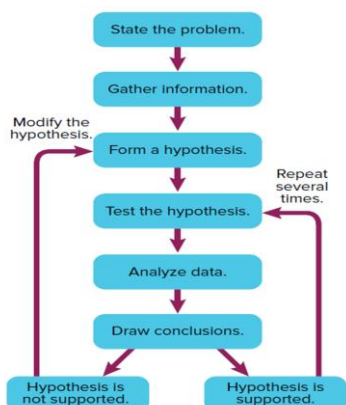 State the problem.
Gather information.
Modify the
hypothesis.
Form a hypothesis.
Repeat
several
times.
Test the hypothesis.
Analyze data.
Draw conclusions.
Hypothesis is
not supported.
Hypothesis is
supported.